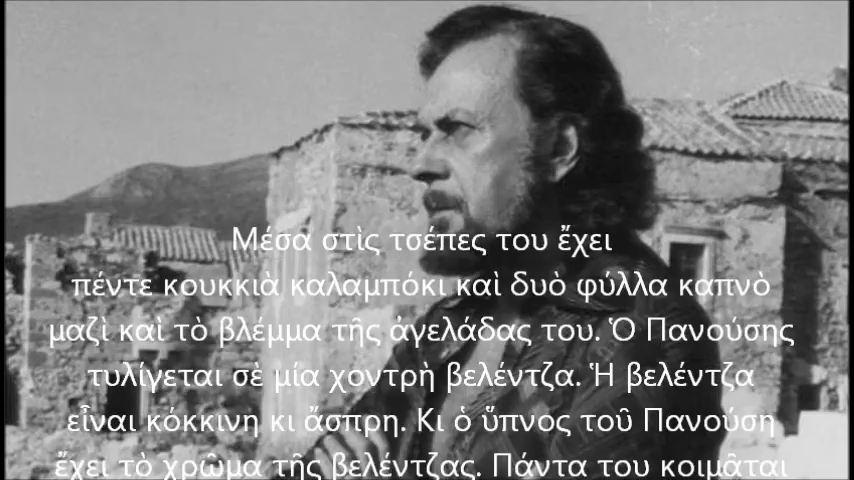 Μέσα στὶς τσέπες του ἔχει
πέντε κουκκιὰ καλαμπόκι καὶ δυὸ φύλλα καπνὸ
μαζὶ καὶ τὸ βλέμμα τῆς ἀγελάδας του. Ὁ Πανούσης
τυλίγεται σὲ μία χοντρὴ βελέντζα. Ἡ βελέντζα
εἶναι κόκκινη κι ἄσπρη. Κι ὁ ὕπνος τοῦ Πανούση
ἔχει τὸ χρῶμα τῆς βελέντζας. Πάντα του κοιμᾶται